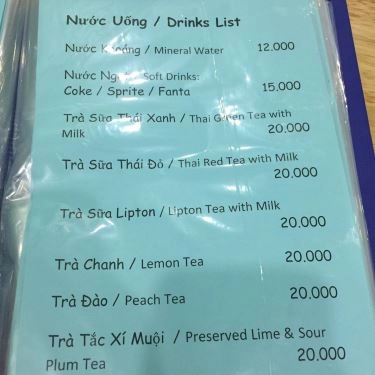 Nước Uống / Drinks List
Nước Khoáng / Mineral Water 12.000
Nước Ngọt / Soft Drinks:
Coke / Sprite / Fanta 15.000
Trà Sữa Thái Xanh / Thai Green Tea with
Milk 20.000
Trà Sữa Thái Đỏ / Thai Red Tea with Milk
20.000
Trà Sữa Lipton / Lipton Tea with Milk
20.000
Trà Chanh / Lemon Tea 20.000
Trà Đào / Peach Tea 20.000
Trà Tắc Xí Muội / Preserved Lime & Sour
Plum Tea 20.000